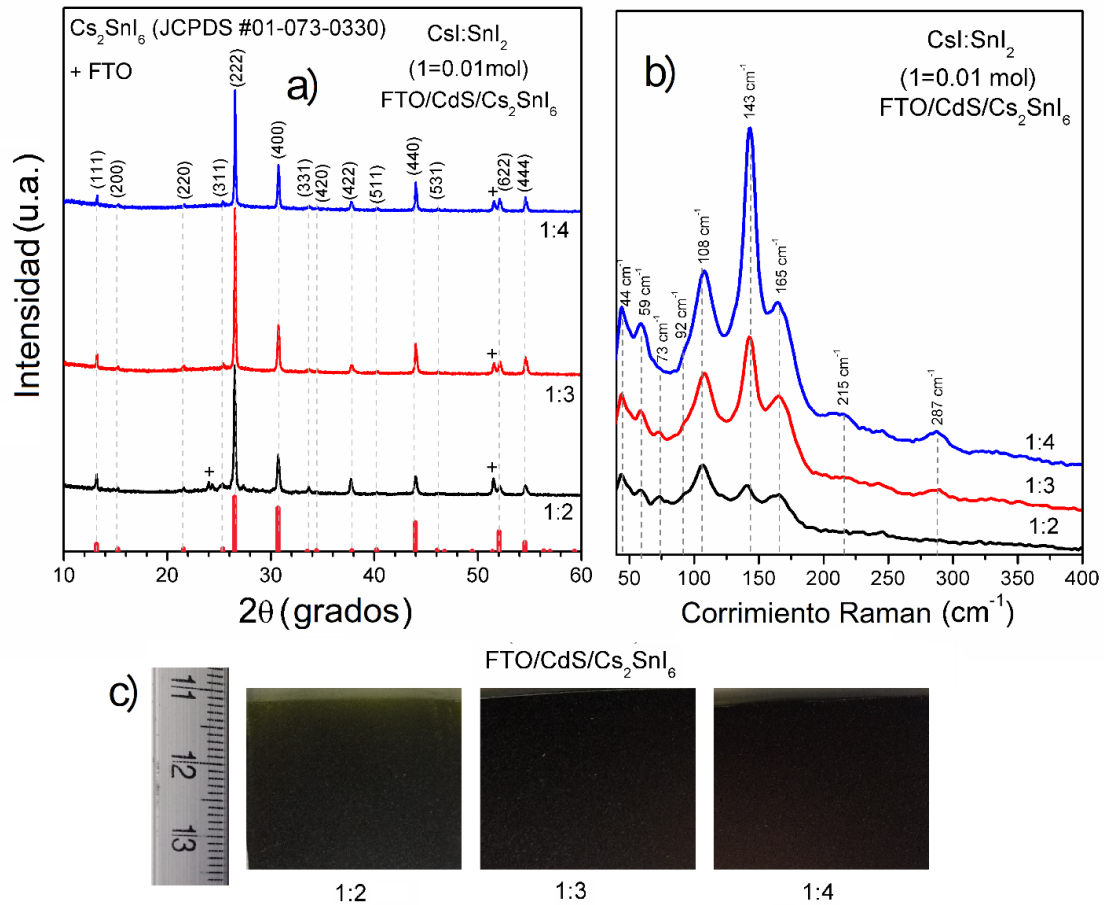 Cs₂SnI₆ (JCPDS #01-073-0330)
+ FTO
a)
CsI:SnI₂
(1=0.01mol)
FTO/CdS/Cs₂SnI₆
(111)
(200)
(220)
(311)
(222)
(400)
(331)
(420)
(422)
(511)
(440)
(531)
+
(622)
(444)
1:4
+
1:3
+
+
1:2
Intensidad (u.a.)
10 20 30 40 50 60
2θ (grados)
b)
CsI:SnI₂
(1=0.01 mol)
FTO/CdS/Cs₂SnI₆
44 cm⁻¹
59 cm⁻¹
73 cm⁻¹
92 cm⁻¹
108 cm⁻¹
143 cm⁻¹
165 cm⁻¹
215 cm⁻¹
287 cm⁻¹
1:4
1:3
1:2
50 100 150 200 250 300 350 400
Corrimiento Raman (cm⁻¹)
FTO/CdS/Cs₂SnI₆
c)
11
12
13
1:2 1:3 1:4